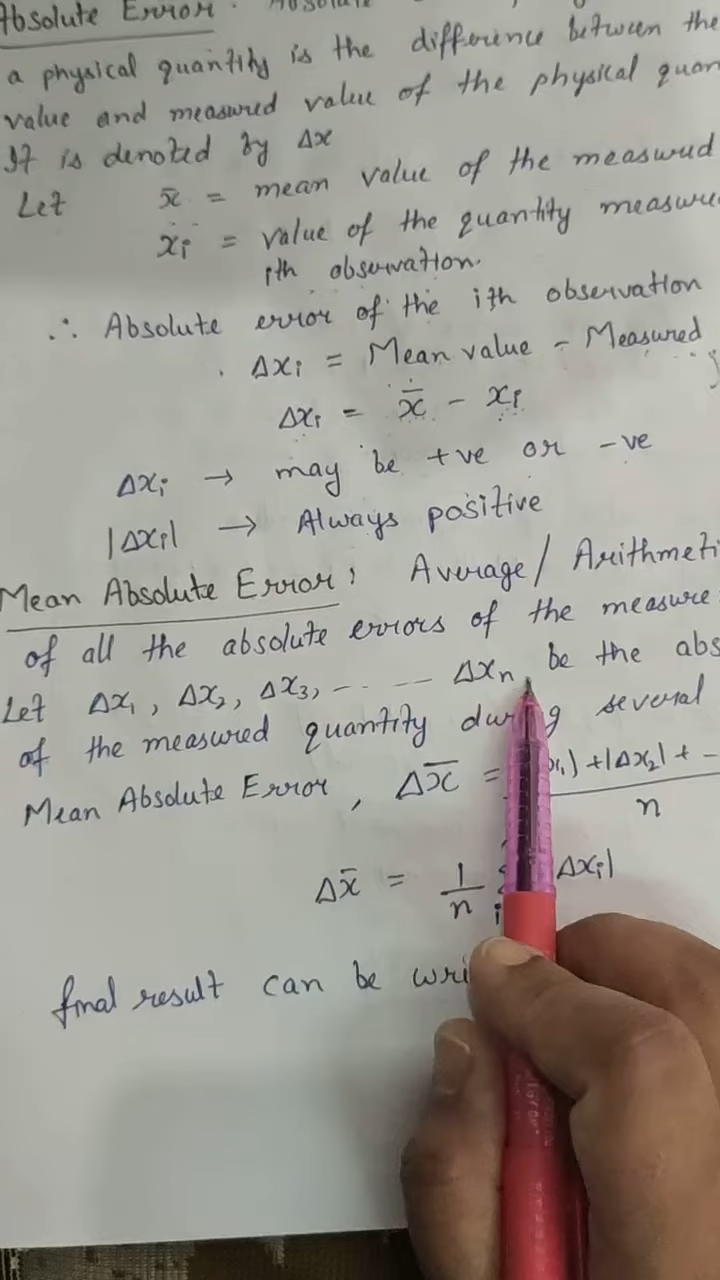 Absolute Error. Absolute
a physical quantity is the difference between the
value and measured value of the physical quan
It is denoted by Δx
Let x̄ = mean value of the measured
xi = value of the quantity measure
ith observation.
∴ Absolute error of the ith observation
Δxi = Mean value - Measured
Δxi = x̄ - xi
Δxi → may be +ve or -ve
|Δxi| → Always positive
Mean Absolute Error: Average/Arithmeti
of all the absolute errors of the measure
Let Δx1, Δx2, Δx3, -.. -.. Δxn be the abs
of the measured quantity during several
Mean Absolute Error, Δx̄ = x1|+|Δx2|+ -
n
Δx̄ = 1/n Δxi|
final result can be wri